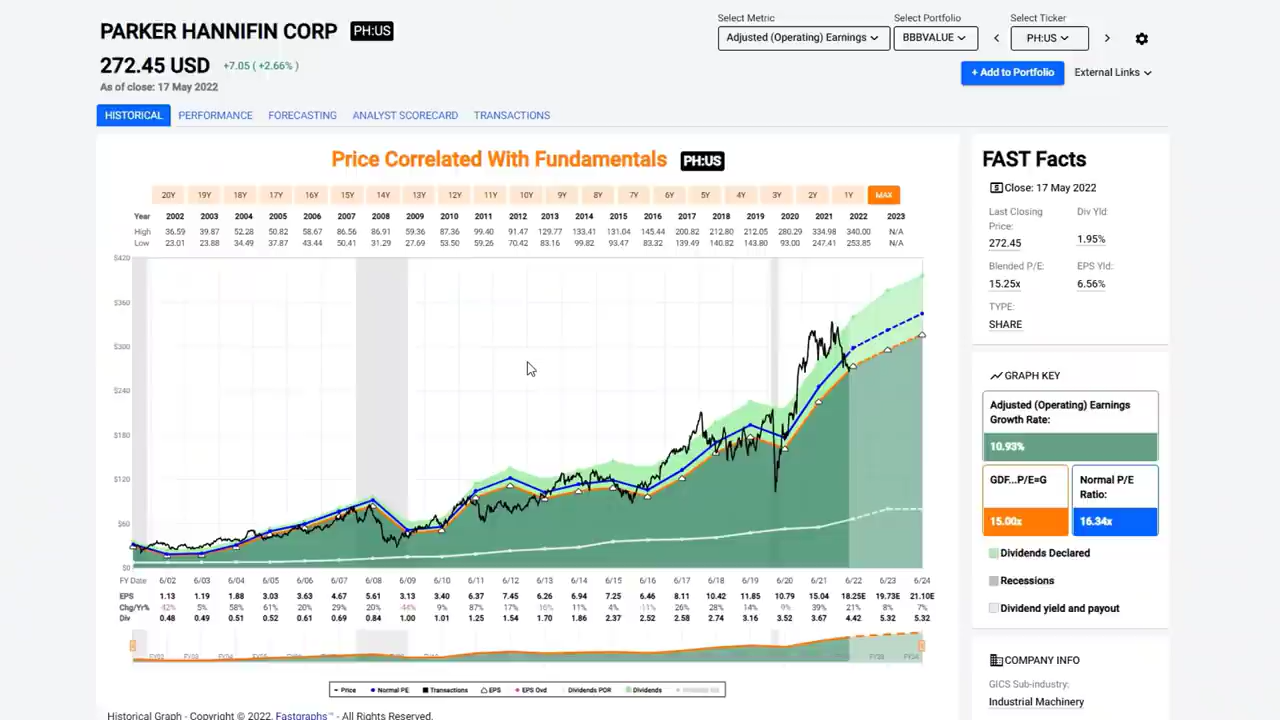 PARKER HANNIFIN CORP PH:US
272.45 USD +7.05 ( +2.66% )
As of close: 17 May 2022
Select Metric Select Portfolio Select Ticker
Adjusted (Operating) Earnings BBBVALUE PH:US
+ Add to Portfolio External Links
HISTORICAL PERFORMANCE FORECASTING ANALYST SCORECARD TRANSACTIONS
Price Correlated With Fundamentals PH:US
20Y 19Y 18Y 17Y 16Y 15Y 14Y 13Y 12Y 11Y 10Y 9Y 8Y 7Y 6Y 5Y 4Y 3Y 2Y 1Y MAX
Year 2002 2003 2004 2005 2006 2007 2008 2009 2010 2011 2012 2013 2014 2015 2016 2017 2018 2019 2020 2021 2022 2023
High 36.59 39.87 52.28 50.82 58.67 86.56 86.91 59.36 87.36 99.40 91.47 129.77 133.41 131.04 145.44 200.82 212.80 212.05 280.29 334.98 340.00 N/A
Low 23.01 23.88 34.49 37.87 43.44 50.41 31.29 27.69 53.50 59.26 70.42 83.16 99.82 93.47 83.32 139.49 140.82 143.80 93.00 247.41 253.85 N/A
$420
$360
$300
$240
$180
$120
$60
$0
FY Date 6/02 6/03 6/04 6/05 6/06 6/07 6/08 6/09 6/10 6/11 6/12 6/13 6/14 6/15 6/16 6/17 6/18 6/19 6/20 6/21 6/22 6/23 6/24
EPS 1.13 1.19 1.88 3.03 3.63 4.67 5.61 3.13 3.40 6.37 7.45 6.26 6.94 7.25 6.46 8.11 10.42 11.85 10.79 15.04 18.25E 19.73E 21.10E
Chg/Yr% -42% 5% 58% 61% 20% 29% 20% -44% 9% 87% 17% -16% 11% 4% -11% 26% 28% 14% -9% 39% 21% 8% 7%
Div 0.48 0.49 0.51 0.52 0.61 0.69 0.84 1.00 1.01 1.25 1.54 1.70 1.86 2.37 2.52 2.58 2.74 3.16 3.52 3.67 4.42 5.32 5.32
Price Normal PE Transactions EPS EPS Ovd Dividends POR Dividends
Historical Graph - Copyright © 2022, Fastgraphs™ - All Rights Reserved.
FAST Facts
Close: 17 May 2022
Last Closing Price: Div Yld:
272.45 1.95%
Blended P/E: EPS Yld:
15.25x 6.56%
TYPE:
SHARE
GRAPH KEY
Adjusted (Operating) Earnings
Growth Rate:
10.93%
GDF...P/E=G Normal P/E
Ratio:
15.00x 16.34x
Dividends Declared
Recessions
Dividend yield and payout
COMPANY INFO
GICS Sub-industry:
Industrial Machinery